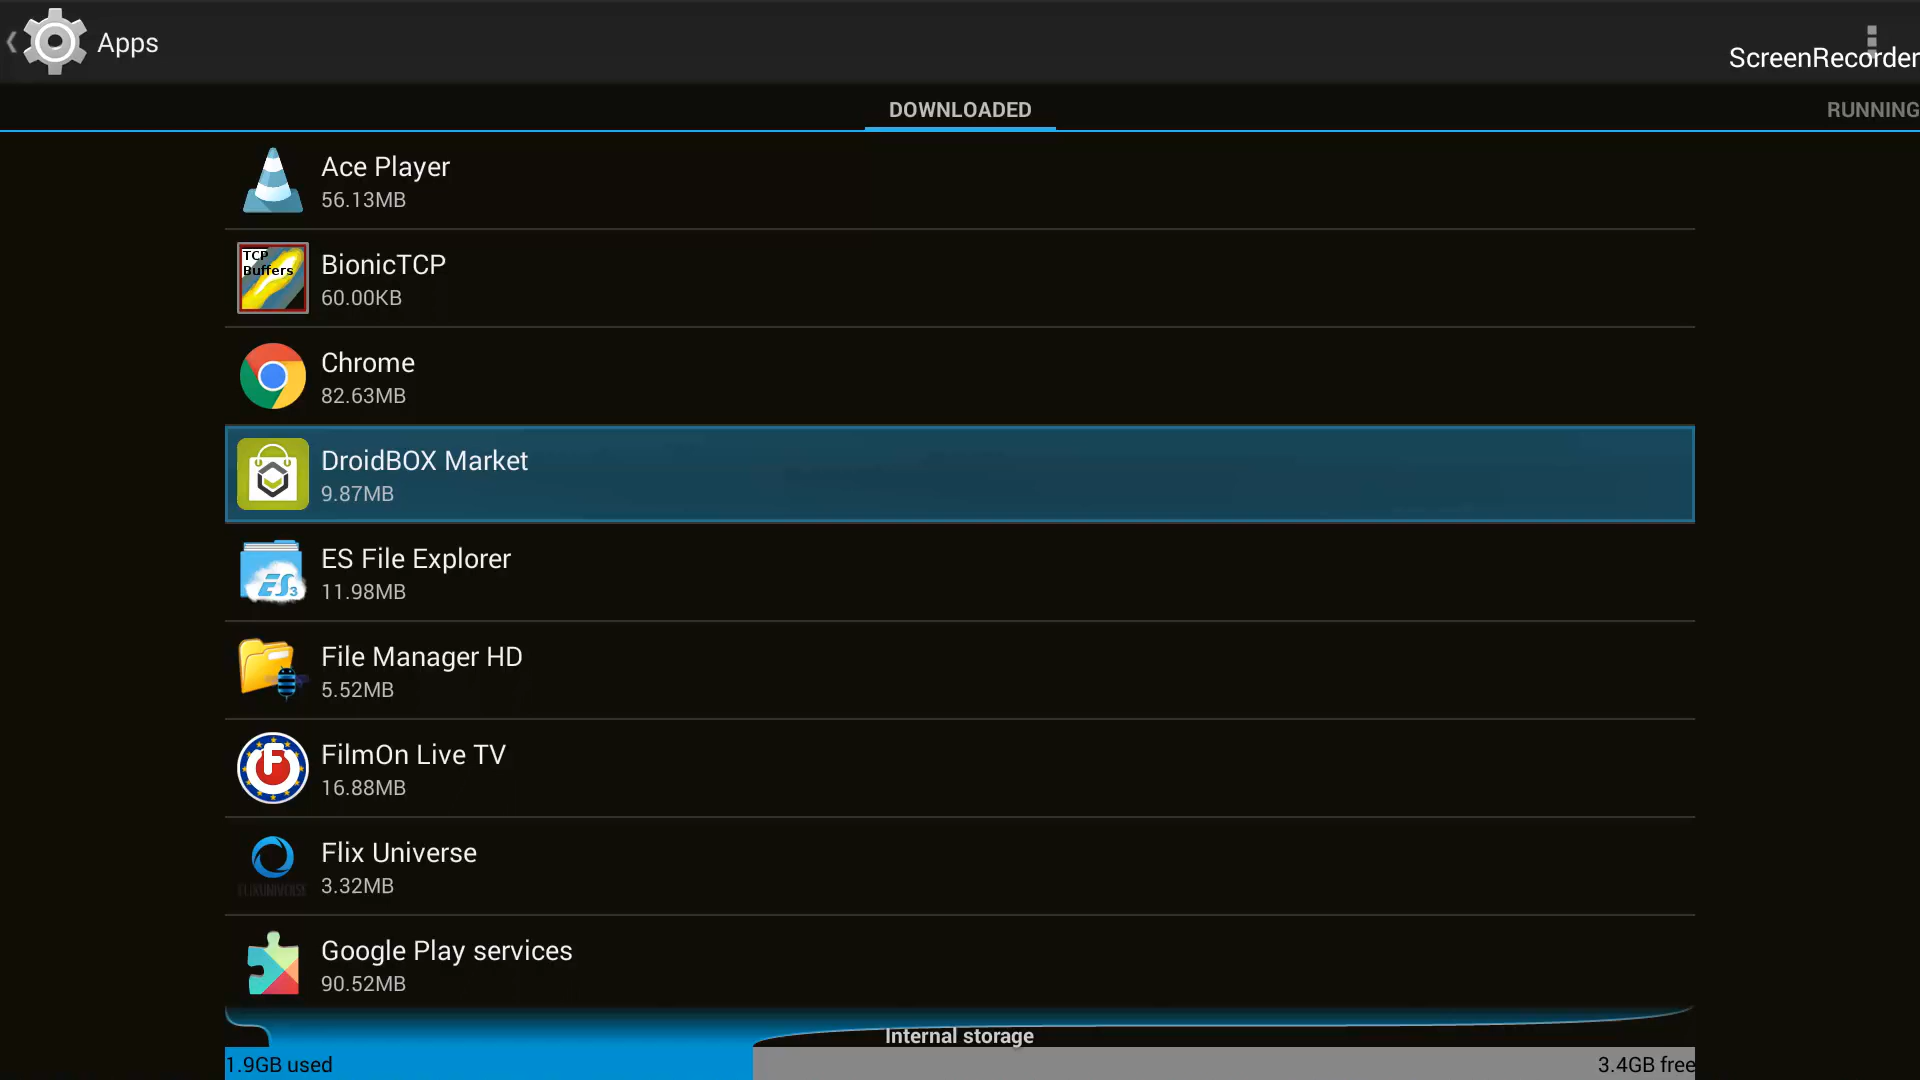 Apps
ScreenRecorder
DOWNLOADED
RUNNING
Ace Player
56.13MB
TCP
Buffers
BionicTCP
60.00KB
Chrome
82.63MB
DroidBOX Market
9.87MB
ES File Explorer
11.98MB
ES3
File Manager HD
5.52MB
F
FilmOn Live TV
16.88MB
Flix Universe
3.32MB
Google Play services
90.52MB
Internal storage
1.9GB used
3.4GB free